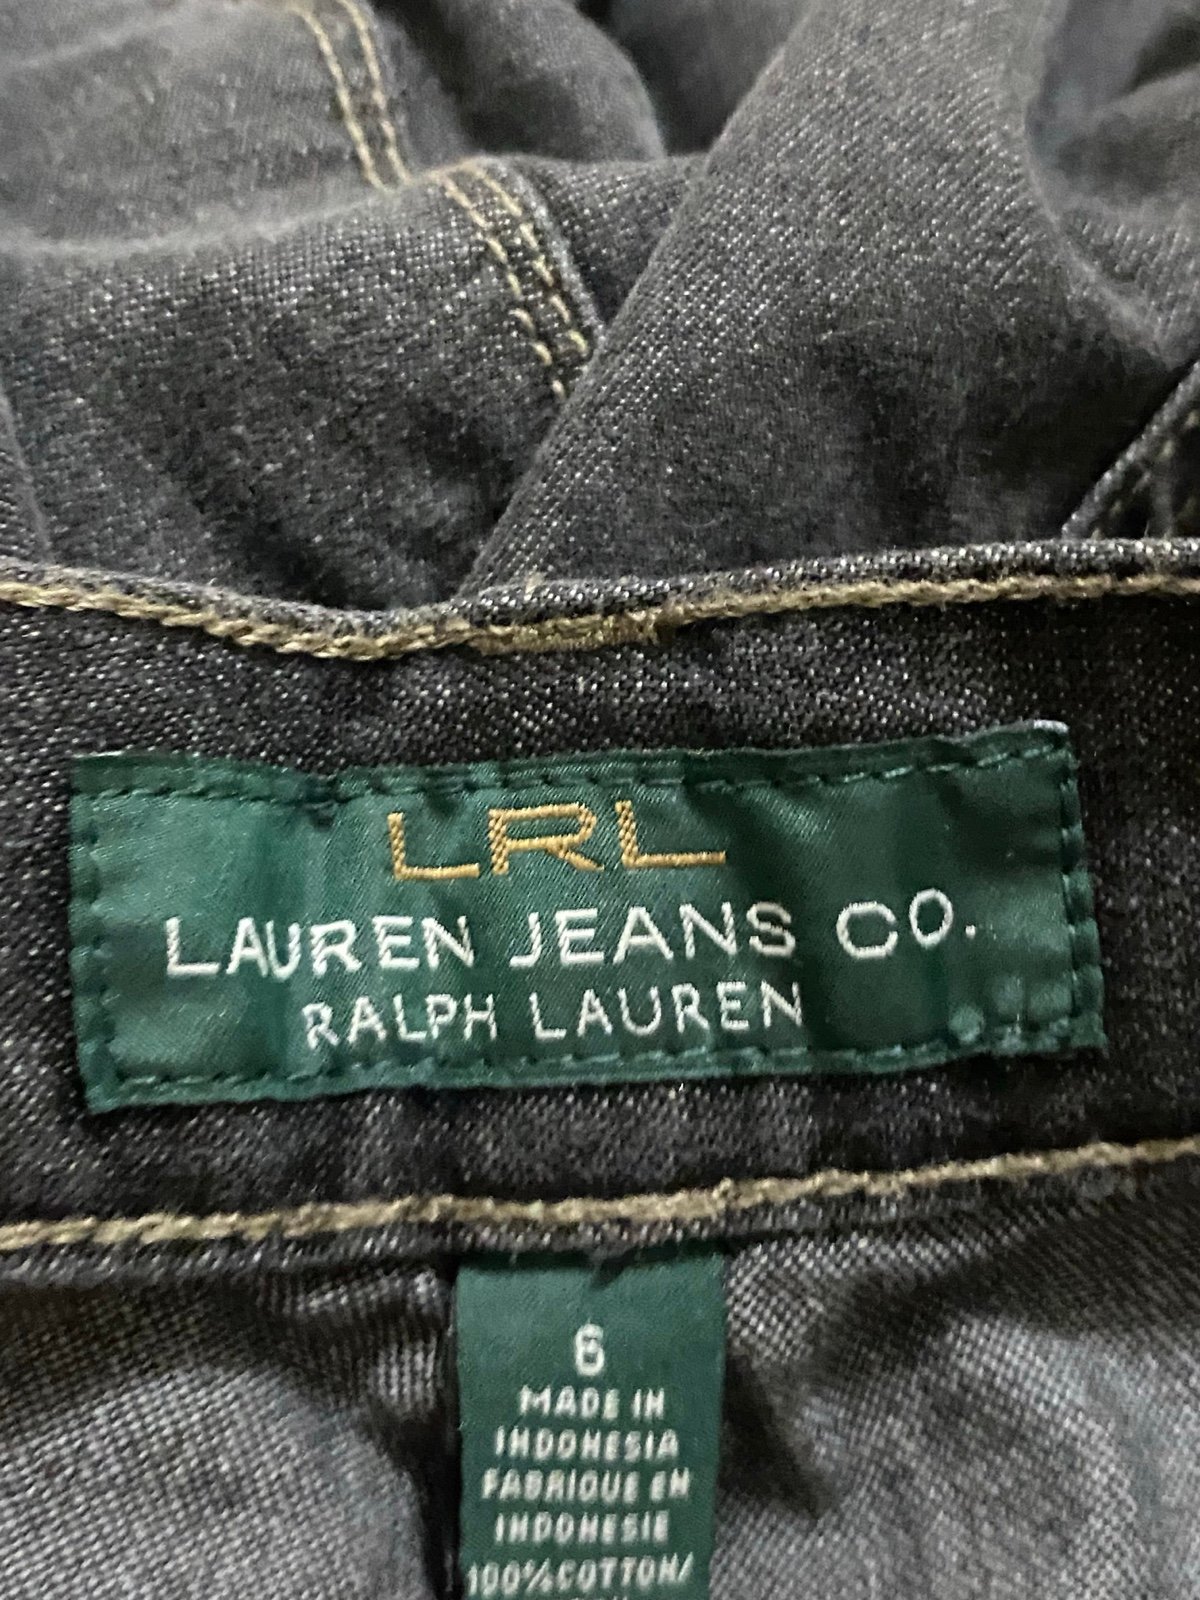 LRL
LAUREN JEANS CO.
RALPH LAUREN
6
MADE IN
INDONESIA
FABRIQUE EN
INDONESIE
100%COTTON/